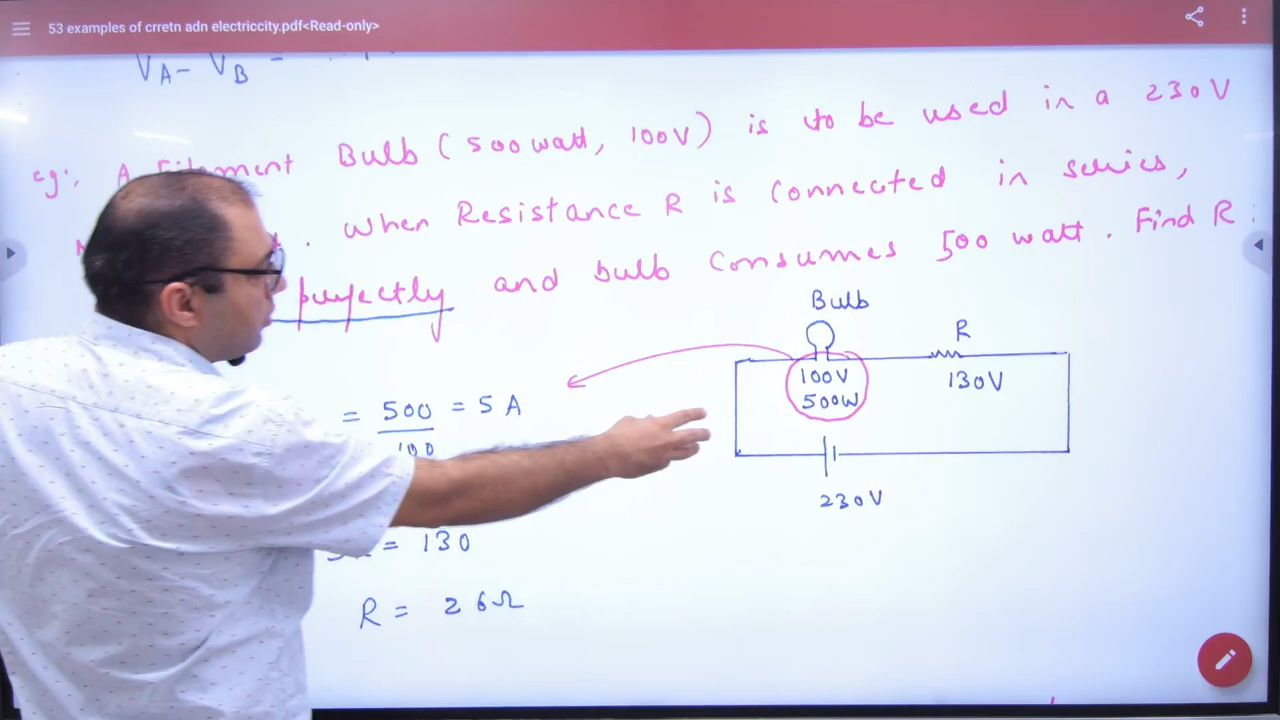 53 examples of crretn adn electriccity.pdf<Read-only>
VA - VB =
eg:. A Filament Bulb ( 500 watt, 100V) is to be used in a 230V
. When Resistance R is connected in series,
perfectly and bulb consumes 500 watt. Find R.
Bulb
R
100V
500W
130V
= 500 = 5 A
100
230V
= 130
R = 26Ω